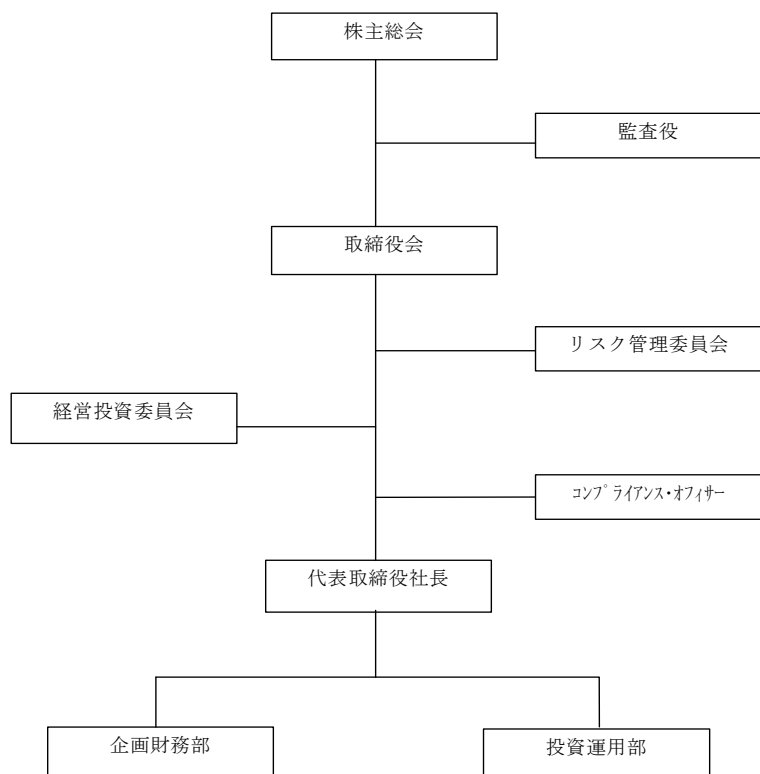 株主総会
監査役
取締役会
リスク管理委員会
経営投資委員会
ｺﾝﾌﾟﾗｲｱﾝｽ･ｵﾌｨｻｰ
代表取締役社長
企画財務部
投資運用部